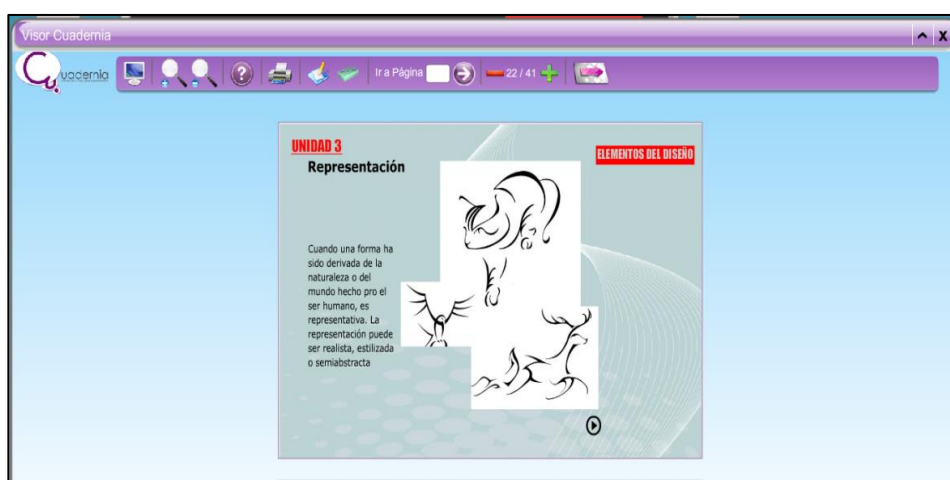 Visor Cuadernia
Cuadernia
Ir a Página
22 / 41
UNIDAD 3
Representación
ELEMENTOS DEL DISEÑO
Cuando una forma ha
sido derivada de la
naturaleza o del
mundo hecho pro el
ser humano, es
representativa. La
representación puede
ser realista, estilizada
o semiabstracta